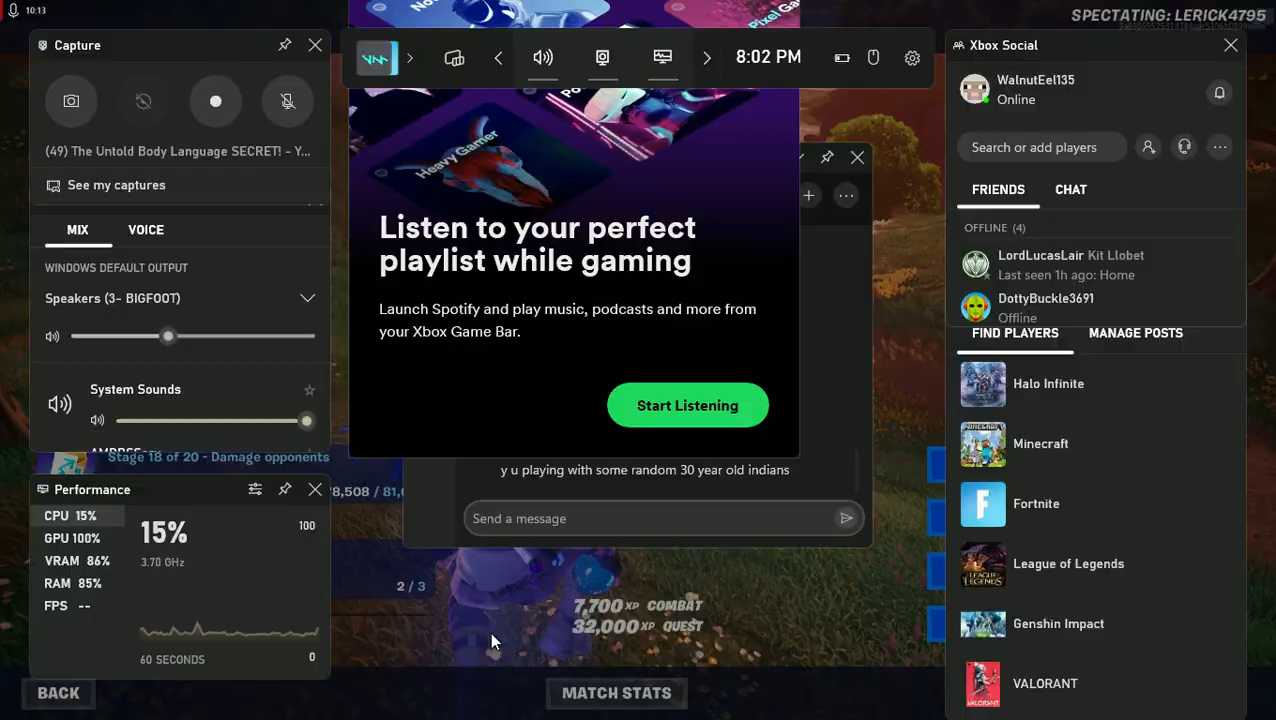 10:13
SPECTATING: LERICK4795
Capture
(49) The Untold Body Language SECRET! - Y...
See my captures
MIX
VOICE
WINDOWS DEFAULT OUTPUT
Speakers (3- BIGFOOT)
System Sounds
Stage 18 of 20 - Damage opponents
78,508 / 81,
Performance
CPU 15%
GPU 100%
VRAM 86%
RAM 85%
FPS --
15%
3.70 GHz
100
60 SECONDS
0
BACK
8:02 PM
Pixel Ga
Heavy Gamer
Listen to your perfect
playlist while gaming
Launch Spotify and play music, podcasts and more from
your Xbox Game Bar.
Start Listening
y u playing with some random 30 year old indians
Send a message
2 / 3
7,700 XP COMBAT
32,000 XP QUEST
MATCH STATS
Xbox Social
WalnutEel135
Online
Search or add players
FRIENDS
CHAT
OFFLINE (4)
LordLucasLair Kit Llobet
Last seen 1h ago: Home
DottyBuckle3691
Offline
FIND PLAYERS
MANAGE POSTS
Halo Infinite
Minecraft
Fortnite
League of Legends
Genshin Impact
VALORANT